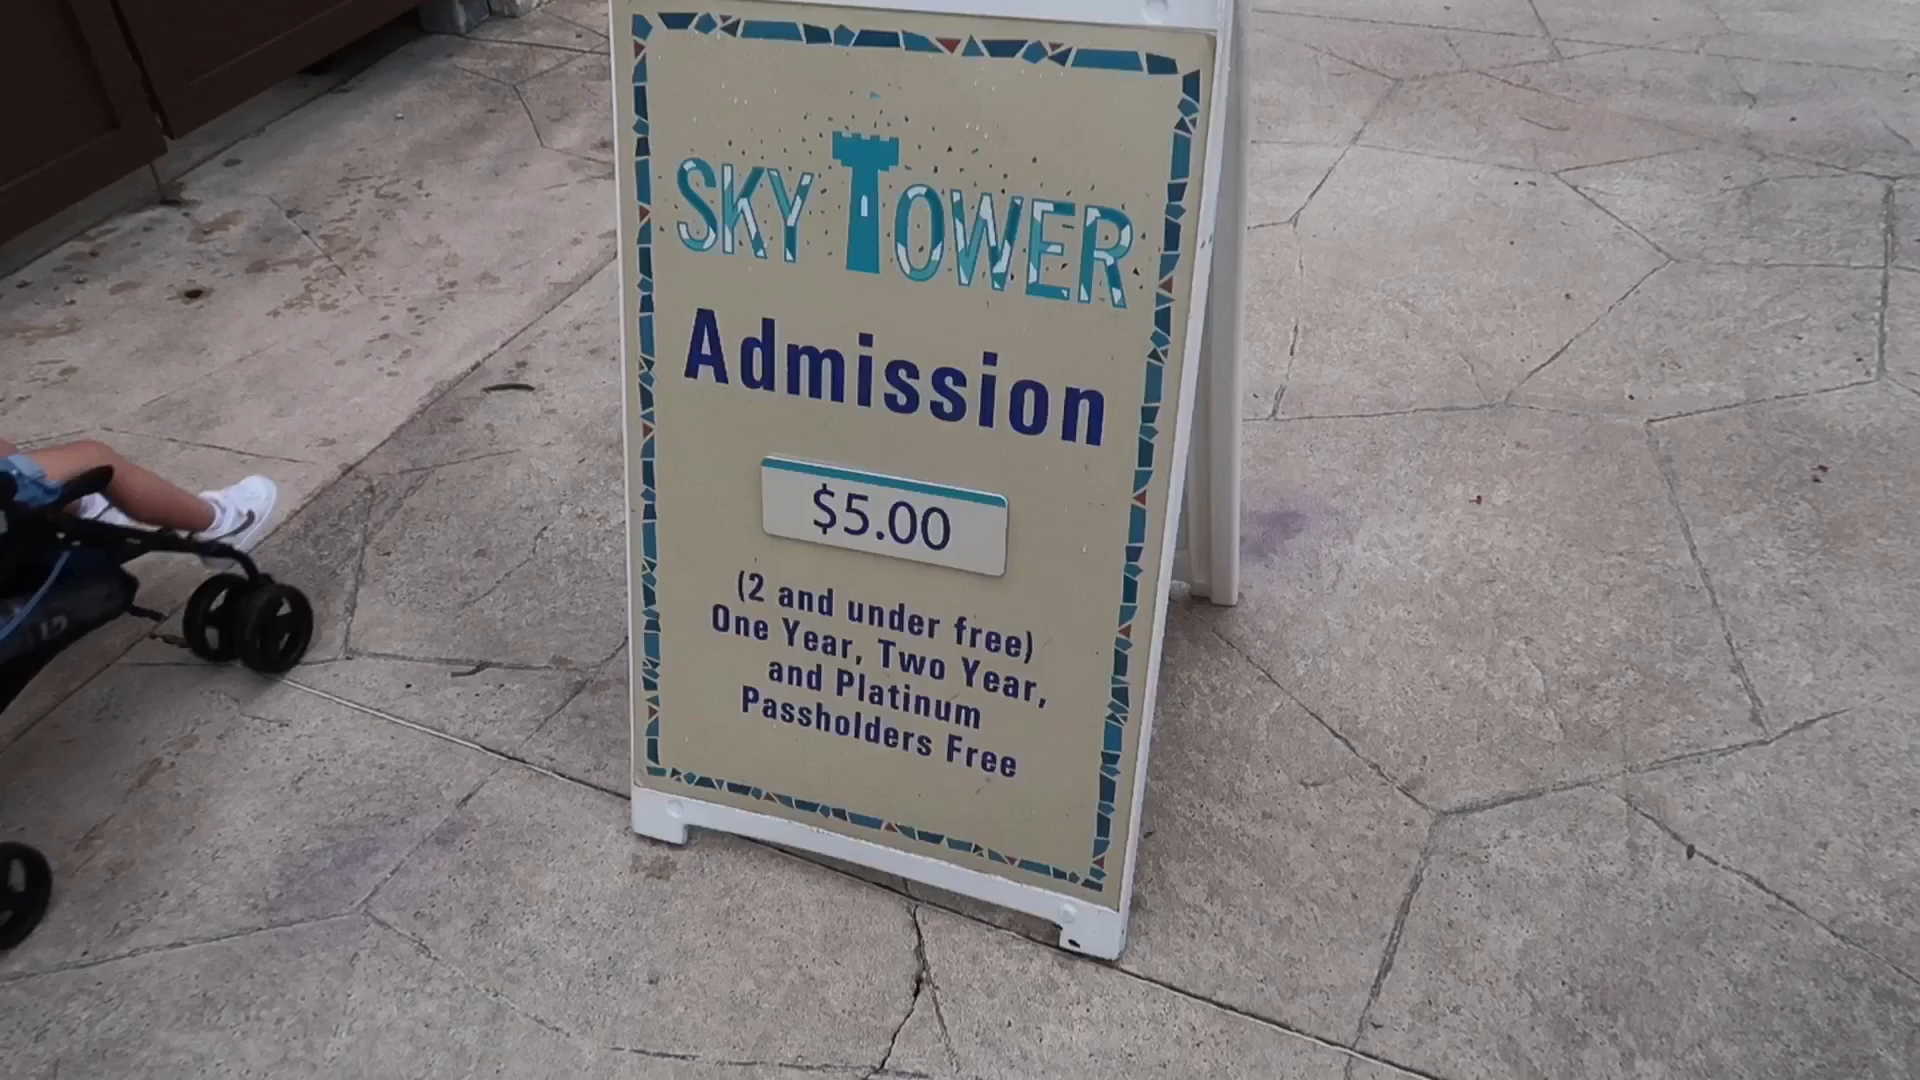 SKY TOWER
Admission
$5.00
(2 and under free)
One Year, Two Year,
and Platinum
Passholders Free